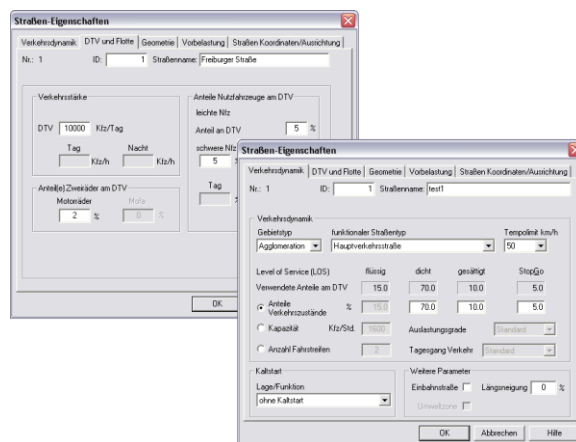 Straßen-Eigenschaften
Verkehrsdynamik DTV und Flotte Geometrie Vorbelastung Straßen Koordinaten/Ausrichtung
Nr.: 1 ID: 1 Straßenname: Freiburger Straße
Verkehrsstärke
DTV 10000 Kfz/Tag
Tag Nacht
Kfz/h Kfz/h
Anteil(e) Zweiräder am DTV
Motorräder Mofa
2 % 0 %
Anteile Nutzfahrzeuge am DTV
leichte Nfz
Anteil an DTV 5 %
schwere Nfz
5 %
Tag
OK
Straßen-Eigenschaften
Verkehrsdynamik DTV und Flotte Geometrie Vorbelastung Straßen Koordinaten/Ausrichtung
Nr.: 1 ID: 1 Straßenname: test1
Verkehrsdynamik
Gebietstyp funktionaler Straßentyp Tempolimit km/h
Agglomeration Hauptverkehrsstraße 50
Level of Service (LOS) flüssig dicht gesättigt Stop&Go
Verwendete Anteile am DTV 15.0 70.0 10.0 5.0
Anteile Verkehrszustände % 15.0 70.0 10.0 5.0
Kapazität Kfz/Std. 1600 Auslastungsgrade Standard
Anzahl Fahrstreifen 2 Tagesgang Verkehr Standard
Kaltstart
Lage/Funktion
ohne Kaltstart
Weitere Parameter
Einbahnstraße Längsneigung 0 %
Umweltzone
OK Abbrechen Hilfe